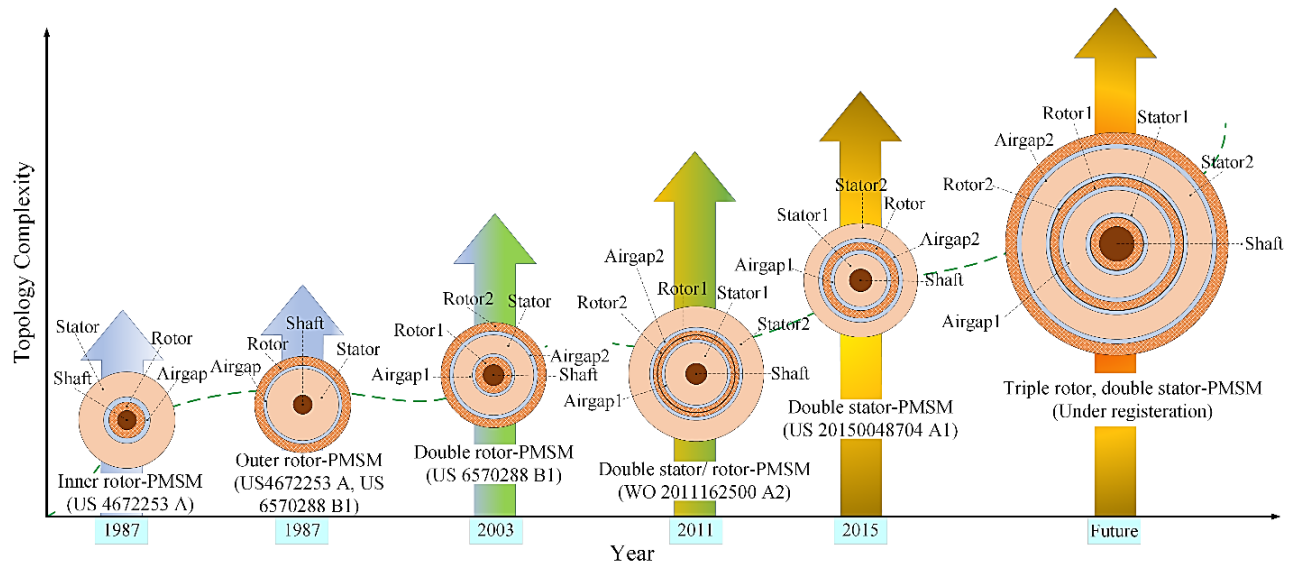 Topology Complexity
Stator
Rotor
Shaft
Airgap
Inner rotor-PMSM
(US 4672253 A)
1987
Shaft
Rotor
Stator
Airgap
Outer rotor-PMSM
(US4672253 A, US
6570288 B1)
1987
Rotor2
Stator
Rotor1
Airgap2
Airgap1
Shaft
Double rotor-PMSM
(US 6570288 B1)
2003
Airgap2
Rotor1
Rotor2
Stator1
Stator2
Shaft
Airgap1
Double stator/ rotor-PMSM
(WO 2011162500 A2)
2011
Stator2
Stator1
Rotor
Airgap2
Airgap1
Shaft
Double stator-PMSM
(US 20150048704 A1)
2015
Rotor1
Stator1
Airgap2
Stator2
Rotor2
Shaft
Airgap1
Triple rotor, double stator-PMSM
(Under registeration)
Future
Year